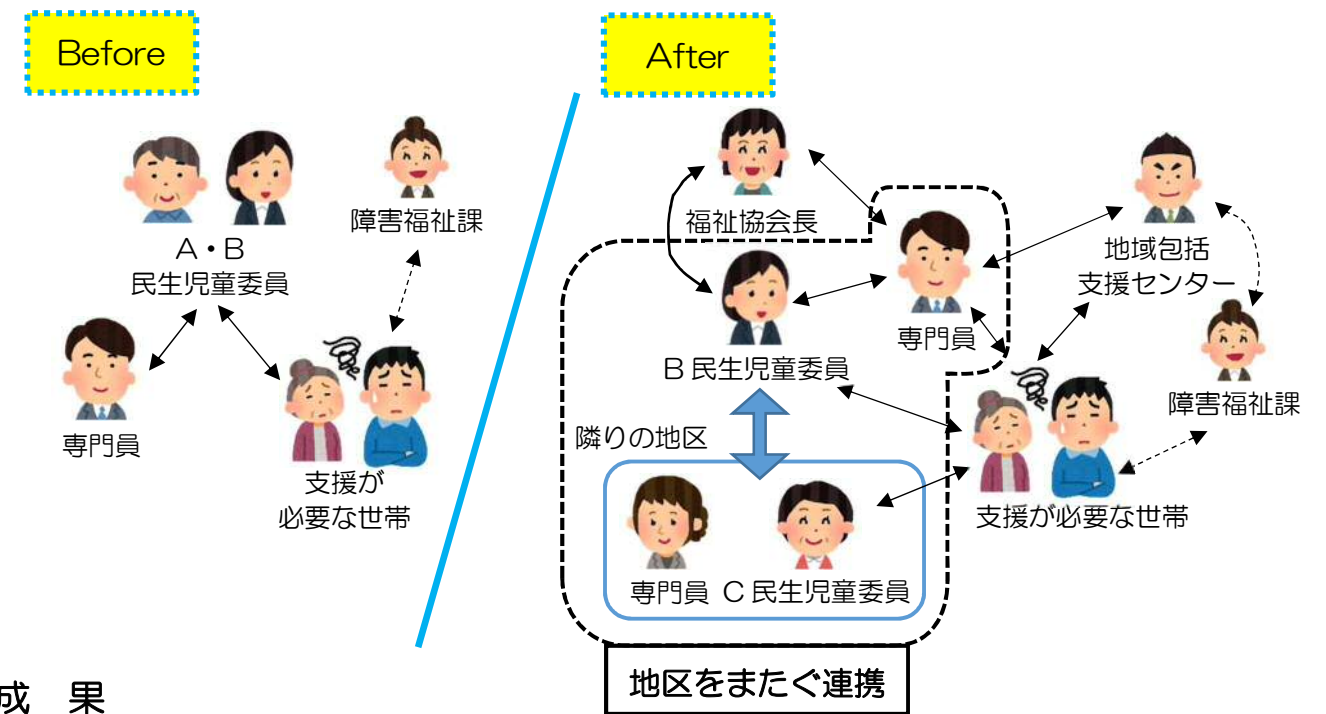 Before
障害福祉課
A・B
民生児童委員
専門員
支援が
必要な世帯
After
福祉協会長
地域包括
支援センター
専門員
B 民生児童委員
障害福祉課
隣りの地区
支援が必要な世帯
専門員
C 民生児童委員
地区をまたぐ連携
成 果